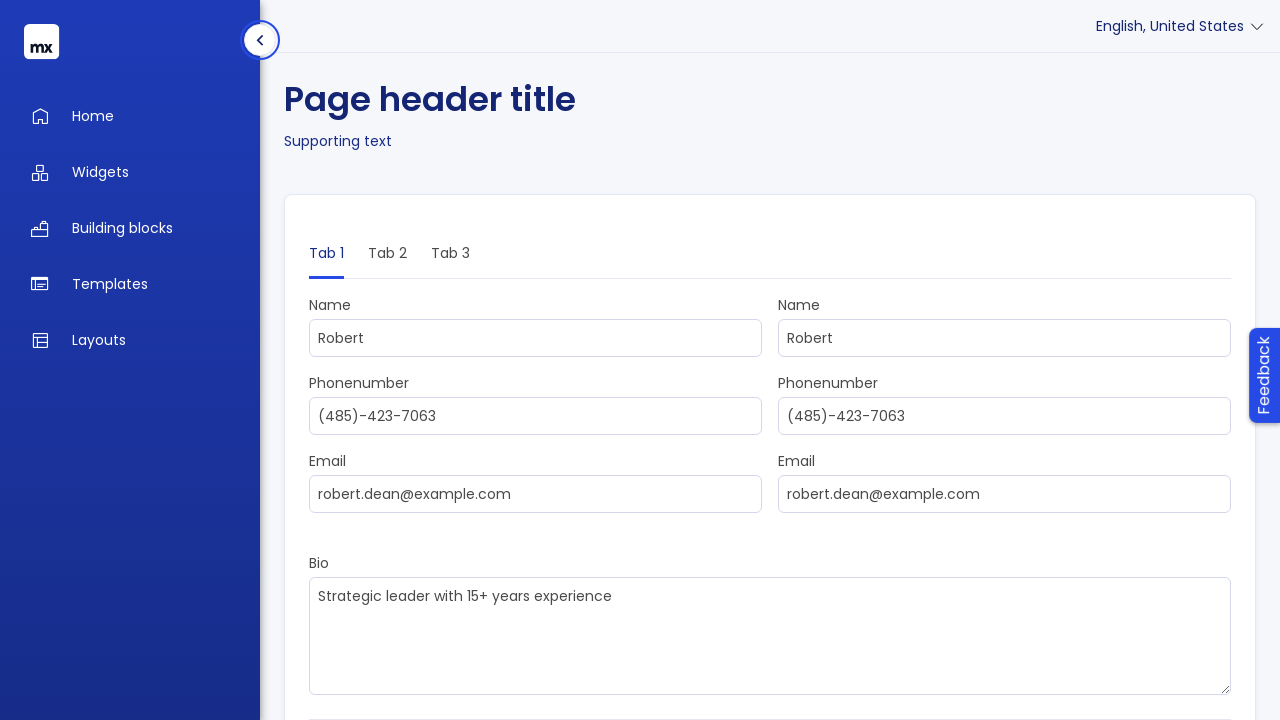 mx
English, United States
Home
Widgets
Building blocks
Templates
Layouts
Page header title
Supporting text
Tab 1 Tab 2 Tab 3
Name Name
Robert Robert
Phonenumber Phonenumber
(485)-423-7063 (485)-423-7063
Email Email
robert.dean@example.com robert.dean@example.com
Bio
Strategic leader with 15+ years experience
Feedback